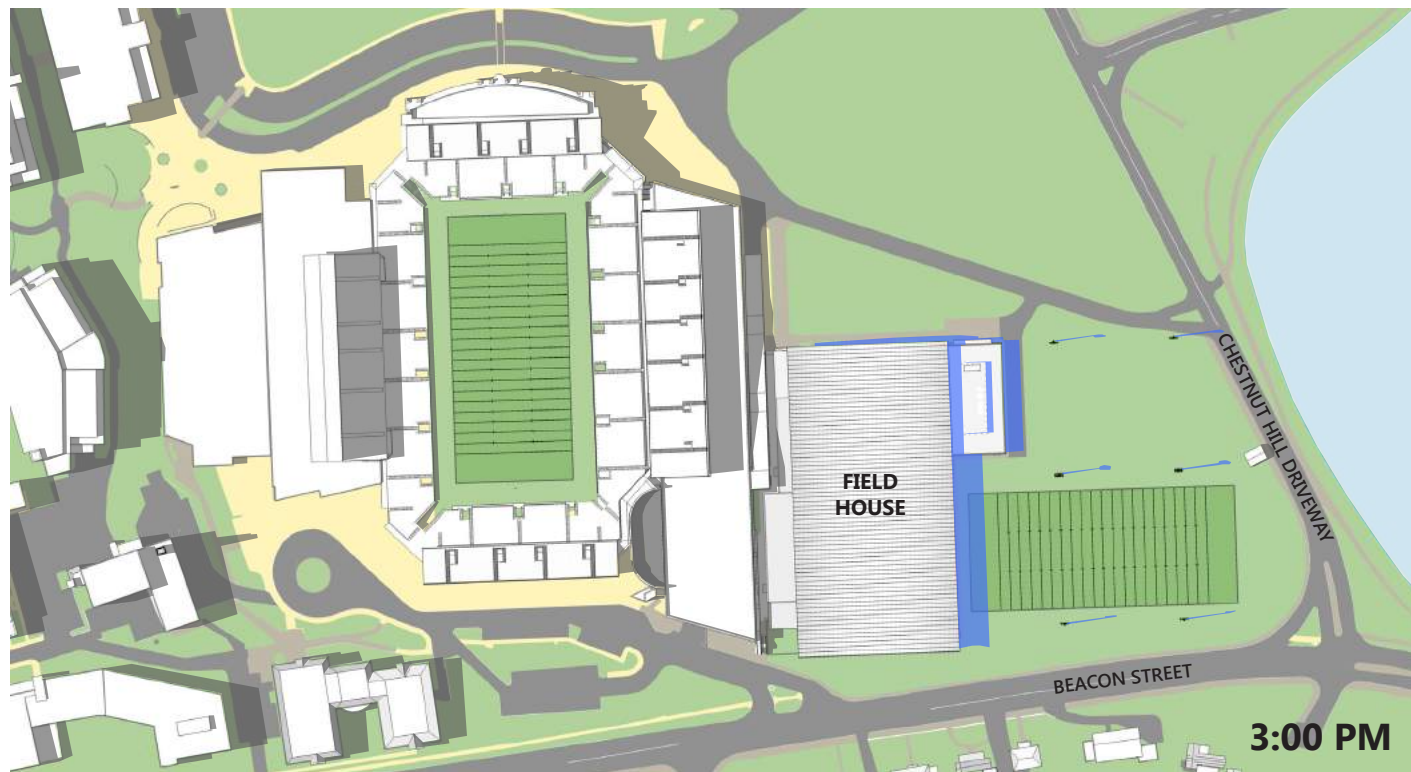 CHESTNUT HILL DRIVEWAY
FIELD
HOUSE
BEACON STREET
3:00 PM